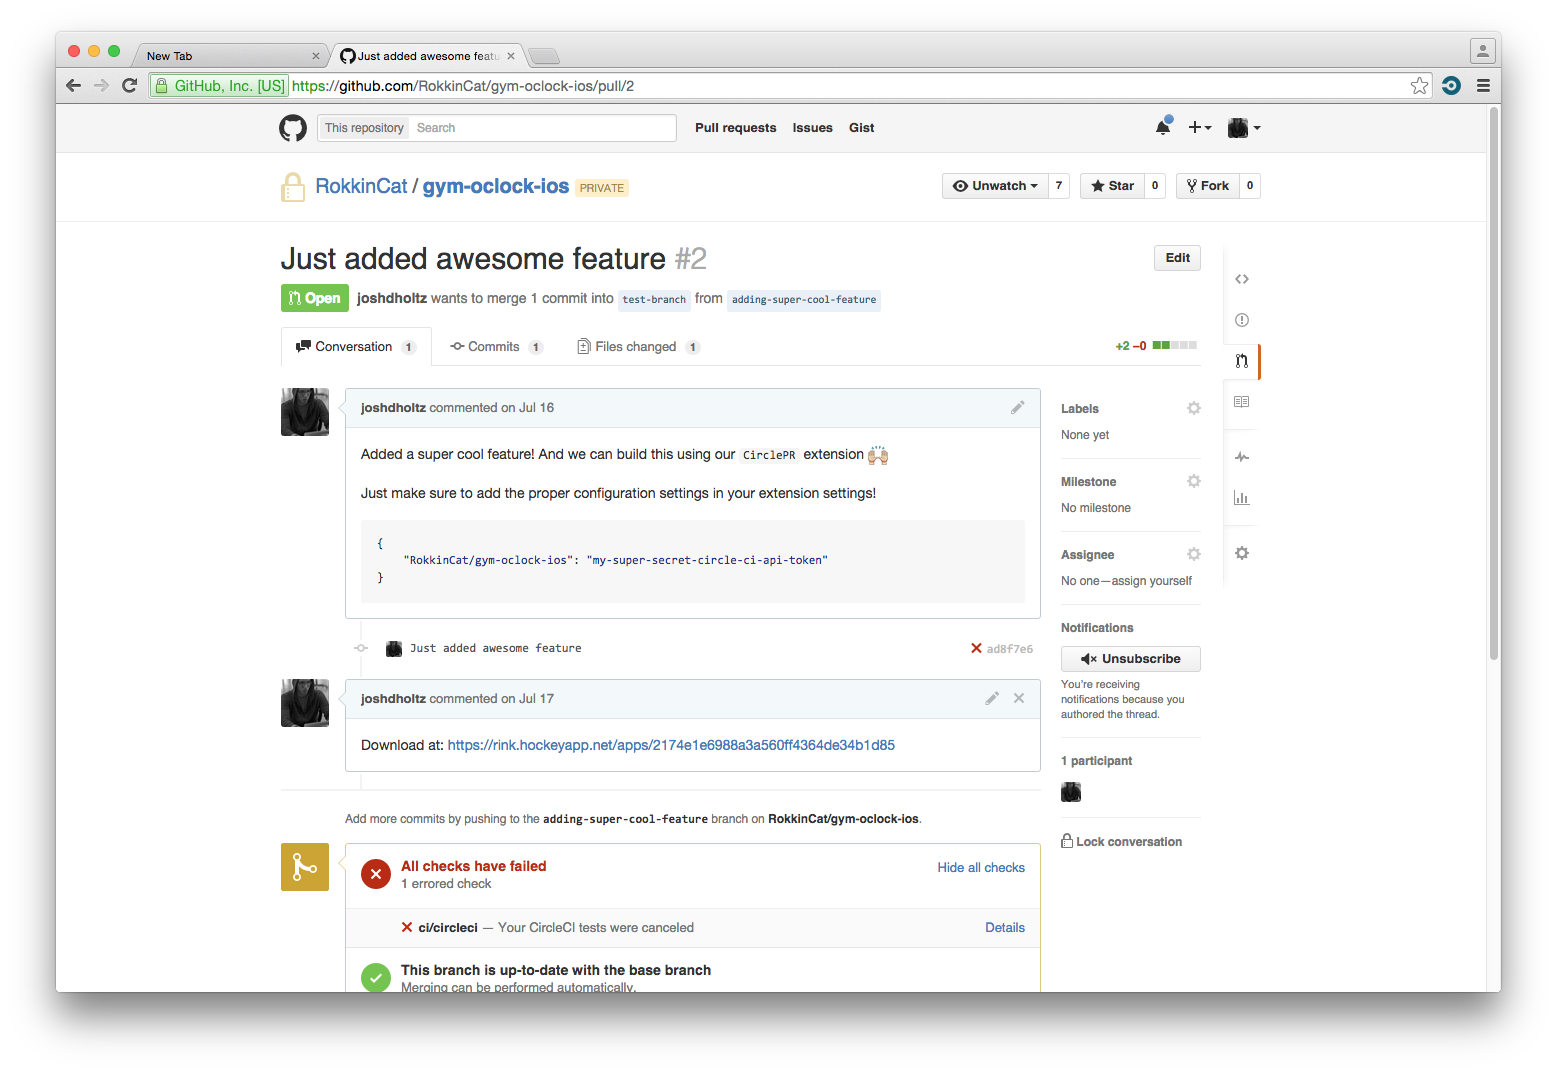 New Tab
Just added awesome featu
GitHub, Inc. [US] https://github.com/RokkinCat/gym-oclock-ios/pull/2
This repository Search Pull requests Issues Gist
RokkinCat / gym-oclock-ios PRIVATE
Unwatch 7 Star 0 Fork 0
Just added awesome feature #2
Edit
Open joshdholtz wants to merge 1 commit into test-branch from adding-super-cool-feature
Conversation 1 Commits 1 Files changed 1
+2 −0
joshdholtz commented on Jul 16
Added a super cool feature! And we can build this using our CirclePR extension 🙌
Just make sure to add the proper configuration settings in your extension settings!
{
"RokkinCat/gym-oclock-ios": "my-super-secret-circle-ci-api-token"
}
Just added awesome feature
ad8f7e6
joshdholtz commented on Jul 17
Download at: https://rink.hockeyapp.net/apps/2174e1e6988a3a560ff4364de34b1d85
Add more commits by pushing to the adding-super-cool-feature branch on RokkinCat/gym-oclock-ios.
All checks have failed
1 errored check
Hide all checks
ci/circleci — Your CircleCI tests were canceled
Details
This branch is up-to-date with the base branch
Merging can be performed automatically.
Labels
None yet
Milestone
No milestone
Assignee
No one—assign yourself
Notifications
Unsubscribe
You're receiving
notifications because you
authored the thread.
1 participant
Lock conversation